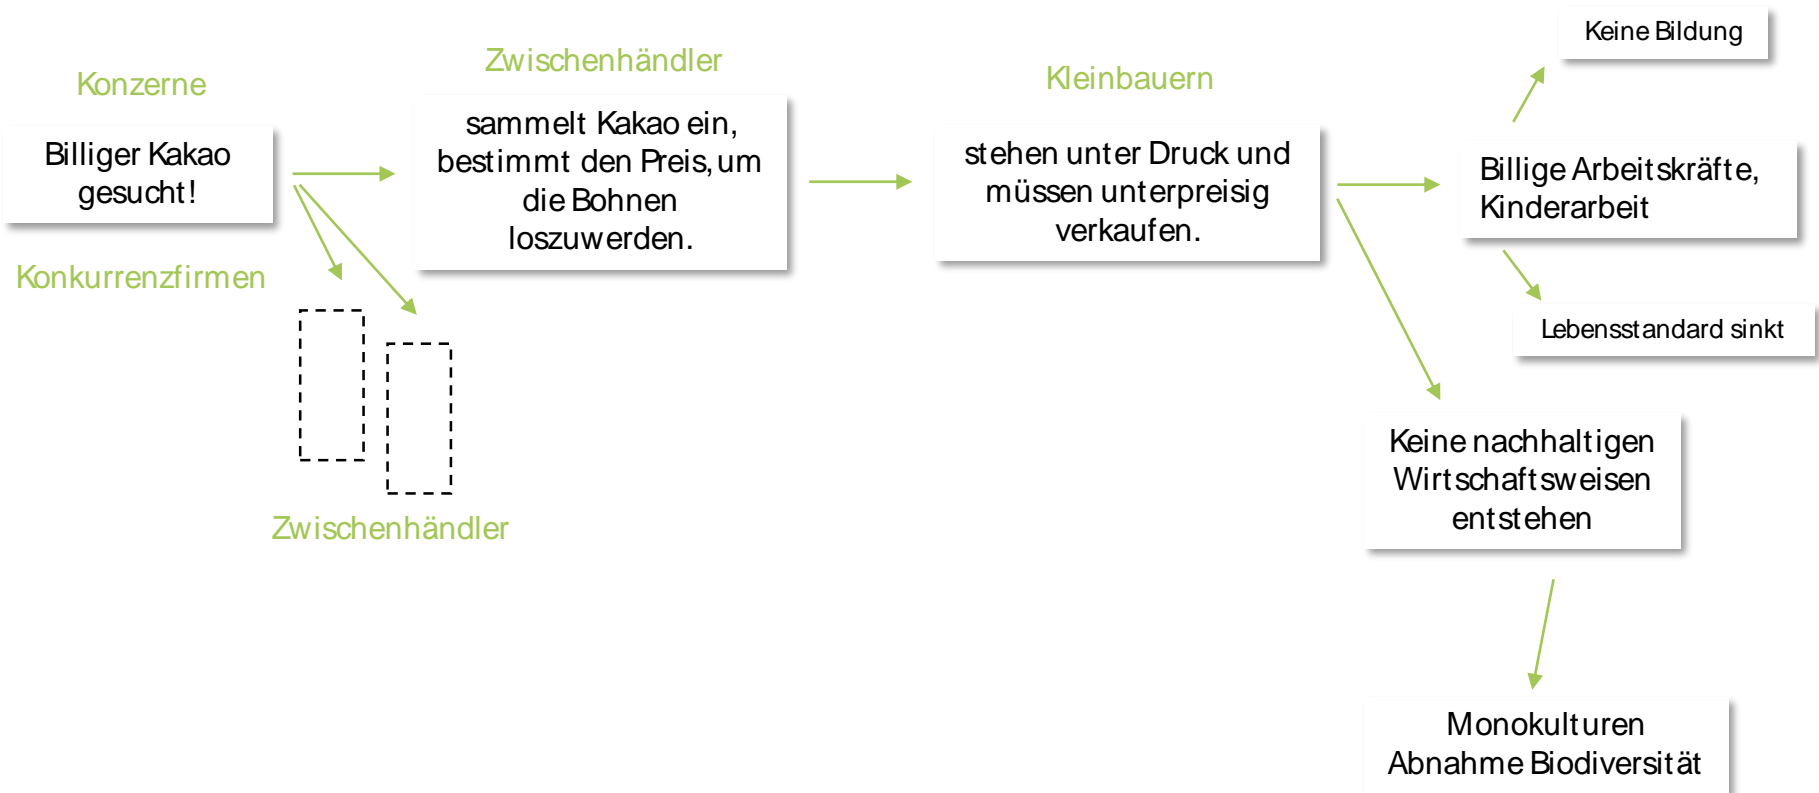 Konzerne
Billiger Kakao
gesucht!
Konkurrenzfirmen
Zwischenhändler
sammelt Kakao ein,
bestimmt den Preis, um
die Bohnen
loszuwerden.
Zwischenhändler
Kleinbauern
stehen unter Druck und
müssen unterpreisig
verkaufen.
Keine Bildung
Billige Arbeitskräfte,
Kinderarbeit
Lebensstandard sinkt
Keine nachhaltigen
Wirtschaftsweisen
entstehen
Monokulturen
Abnahme Biodiversität